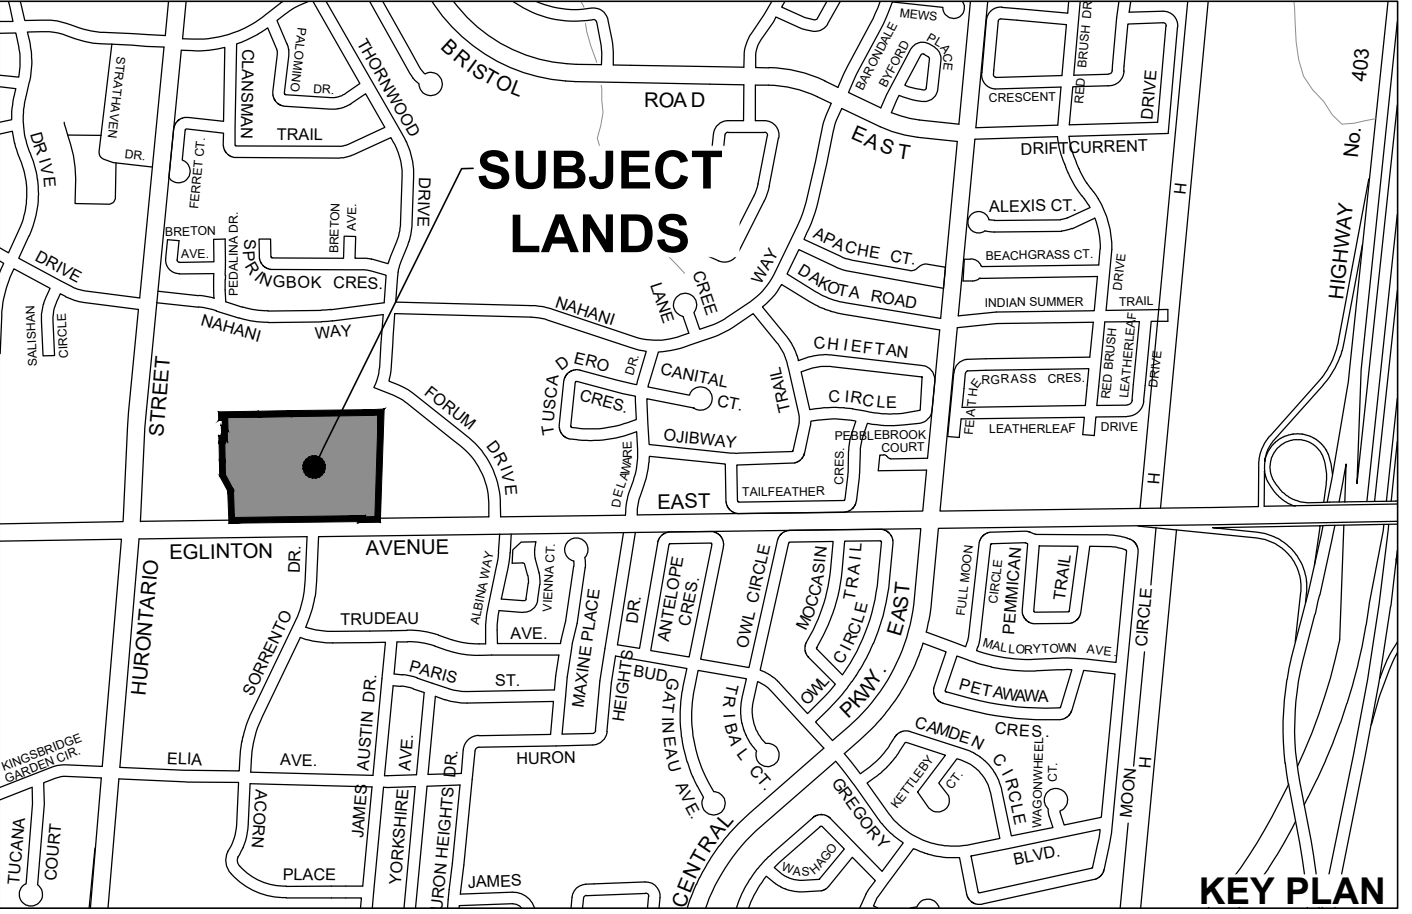 MEWS
BARONDALE
BYFORD
PLACE
RED BRUSH DR
CRESCENT
DRIVE
403
No.
HIGHWAY
STRATHAVEN
DR.
CLANSMAN
PALOMINO
DR.
THORNWOOD
BRISTOL
ROAD
EAST
TRAIL
DRIVE
FERRET CT.
DRIVE
DRIFTCURRENT
H
SUBJECT
LANDS
ALEXIS CT.
BRETON
AVE.
PEDALINA DR.
SPRINGBOK CRES.
BRETON
AVE.
APACHE CT.
BEACHGRASS CT.
DRIVE
DRIVE
WAY
DAKOTA ROAD
CREE
LANE
INDIAN SUMMER
TRAIL
SALISHAN
CIRCLE
NAHANI
WAY
NAHANI
CHIEFTAN
CIRCLE
TRAIL
RED BRUSH
LEATHERLEAF
DRIVE
STREET
TUSCADERO
CRES.
DR.
CANITAL
CT.
FEATHERGRASS CRES.
LEATHERLEAF
DRIVE
FORUM
DRIVE
OJIBWAY
PEBBLEBROOK
COURT
DELAWARE
CRES.
TAILFEATHER
EAST
H
EGLINTON
AVENUE
DR.
HURONTARIO
ALBINA WAY
VIENNA CT.
MAXINE PLACE
DR.
HEIGHTS
ANTELOPE
CRES.
OWL CIRCLE
MOCCASIN
TRAIL
CIRCLE
OWL
EAST
PKWY.
FULL MOON
CIRCLE
PEMMICAN
TRAIL
CIRCLE
TRUDEAU
AVE.
SORRENTO
PARIS
ST.
BUD
GATINEAU AVE.
TRIBAL CT.
MALLORYTOWN AVE.
PETAWAWA
CRES.
AUSTIN DR.
AVE.
KINGSBRIDGE
GARDEN CIR.
ELIA
AVE.
DR.
HURON
CAMDEN
CIRCLE
KETTLEBY
CT.
WAGONWHEEL
CT.
H
MOON
ACORN
JAMES
YORKSHIRE
URON HEIGHTS
GREGORY
TUCANA
COURT
PLACE
JAMES
CENTRAL
WASHAGO
BLVD.
KEY PLAN